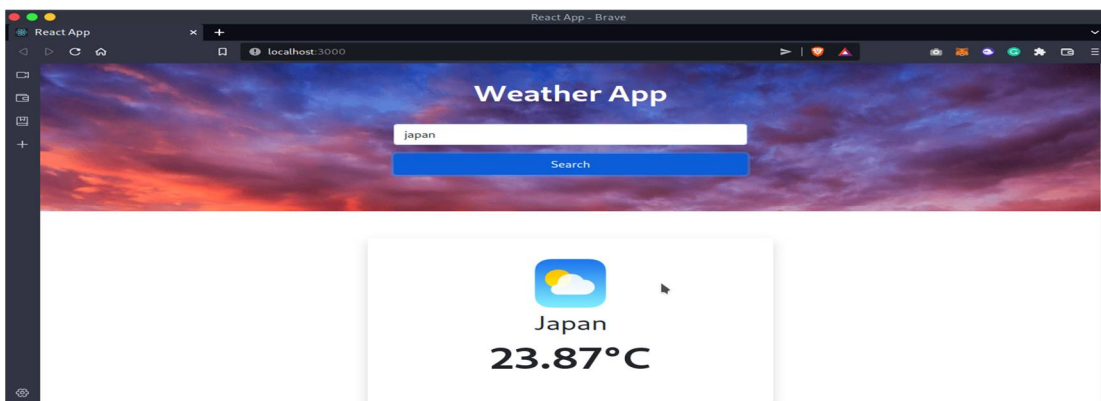 React App - Brave
React App
localhost:3000
Weather App
japan
Search
Japan
23.87°C